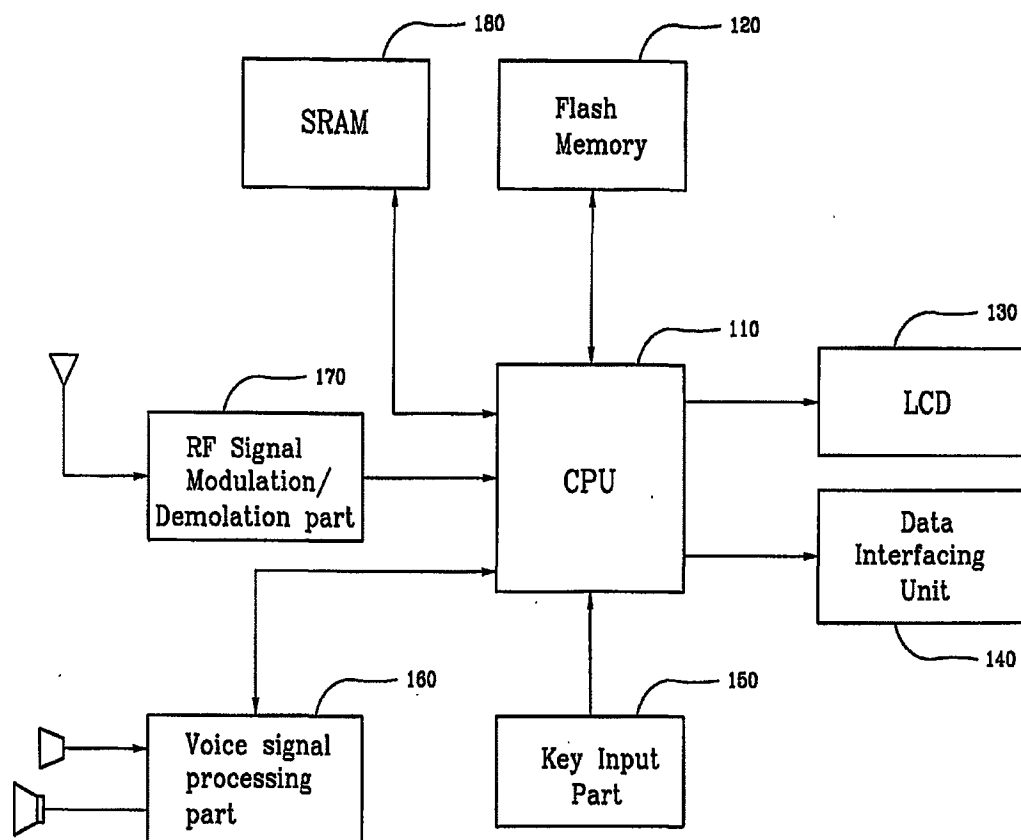 180
120
SRAM
Flash
Memory
110
130
170
LCD
RF Signal
Modulation/
Demolation part
CPU
Data
Interfacing
Unit
140
160
150
Voice signal
processing
part
Key Input
Part